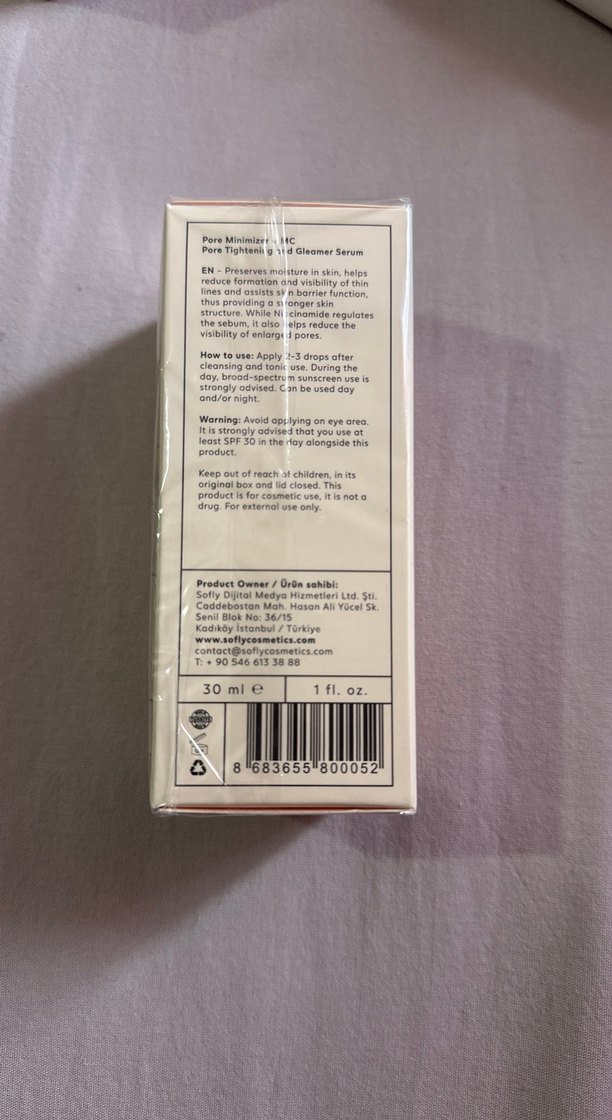 Pore Minimizer - MC
Pore Tightening and Gleamer Serum
EN - Preserves moisture in skin, helps
reduce formation and visibility of thin
lines and assists skin barrier function,
thus providing a stronger skin
structure. While Niacinamide regulates
the sebum, it also helps reduce the
visibility of enlarged pores.
How to use: Apply 2-3 drops after
cleansing and tonic use. During the
day, broad-spectrum sunscreen use is
strongly advised. Can be used day
and/or night.
Warning: Avoid applying on eye area.
It is strongly advised that you use at
least SPF 30 in the day alongside this
product.
Keep out of reach of children, in its
original box and lid closed. This
product is for cosmetic use, it is not a
drug. For external use only.
Product Owner / Ürün sahibi:
Sofly Dijital Medya Hizmetleri Ltd. Şti.
Caddebostan Mah. Hasan Ali Yücel Sk.
Senil Blok No: 36/15
Kadıköy İstanbul / Türkiye
www.soflycosmetics.com
contact@soflycosmetics.com
T: + 90 546 613 38 88
30 ml ℮
1 fl. oz.
8 683655 800052